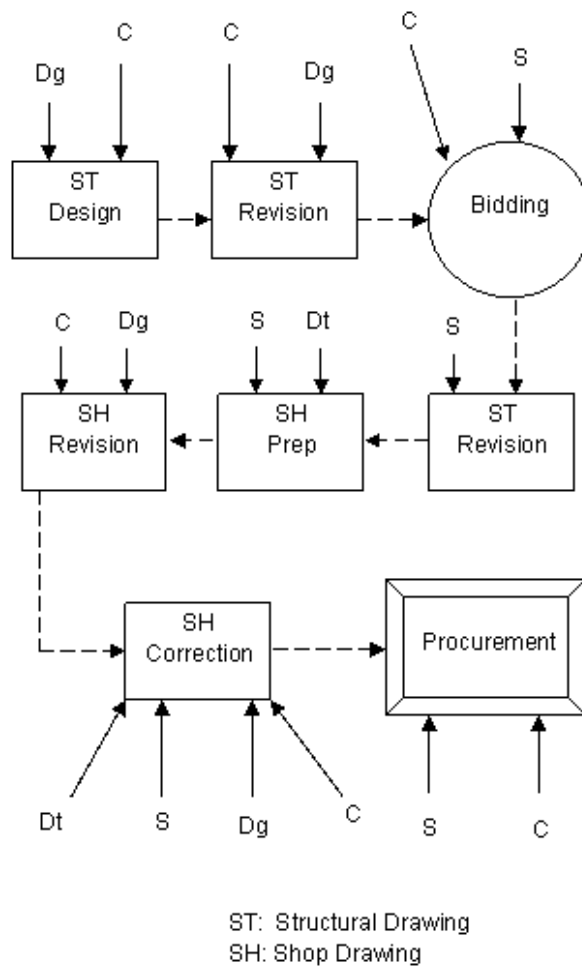 C
C
C
S
Dg
Dg
ST
Design
ST
Revision
Bidding
C
Dg
S
Dt
S
SH
Revision
SH
Prep
ST
Revision
SH
Correction
Procurement
Dt
S
Dg
C
S
C
ST: Structural Drawing
SH: Shop Drawing